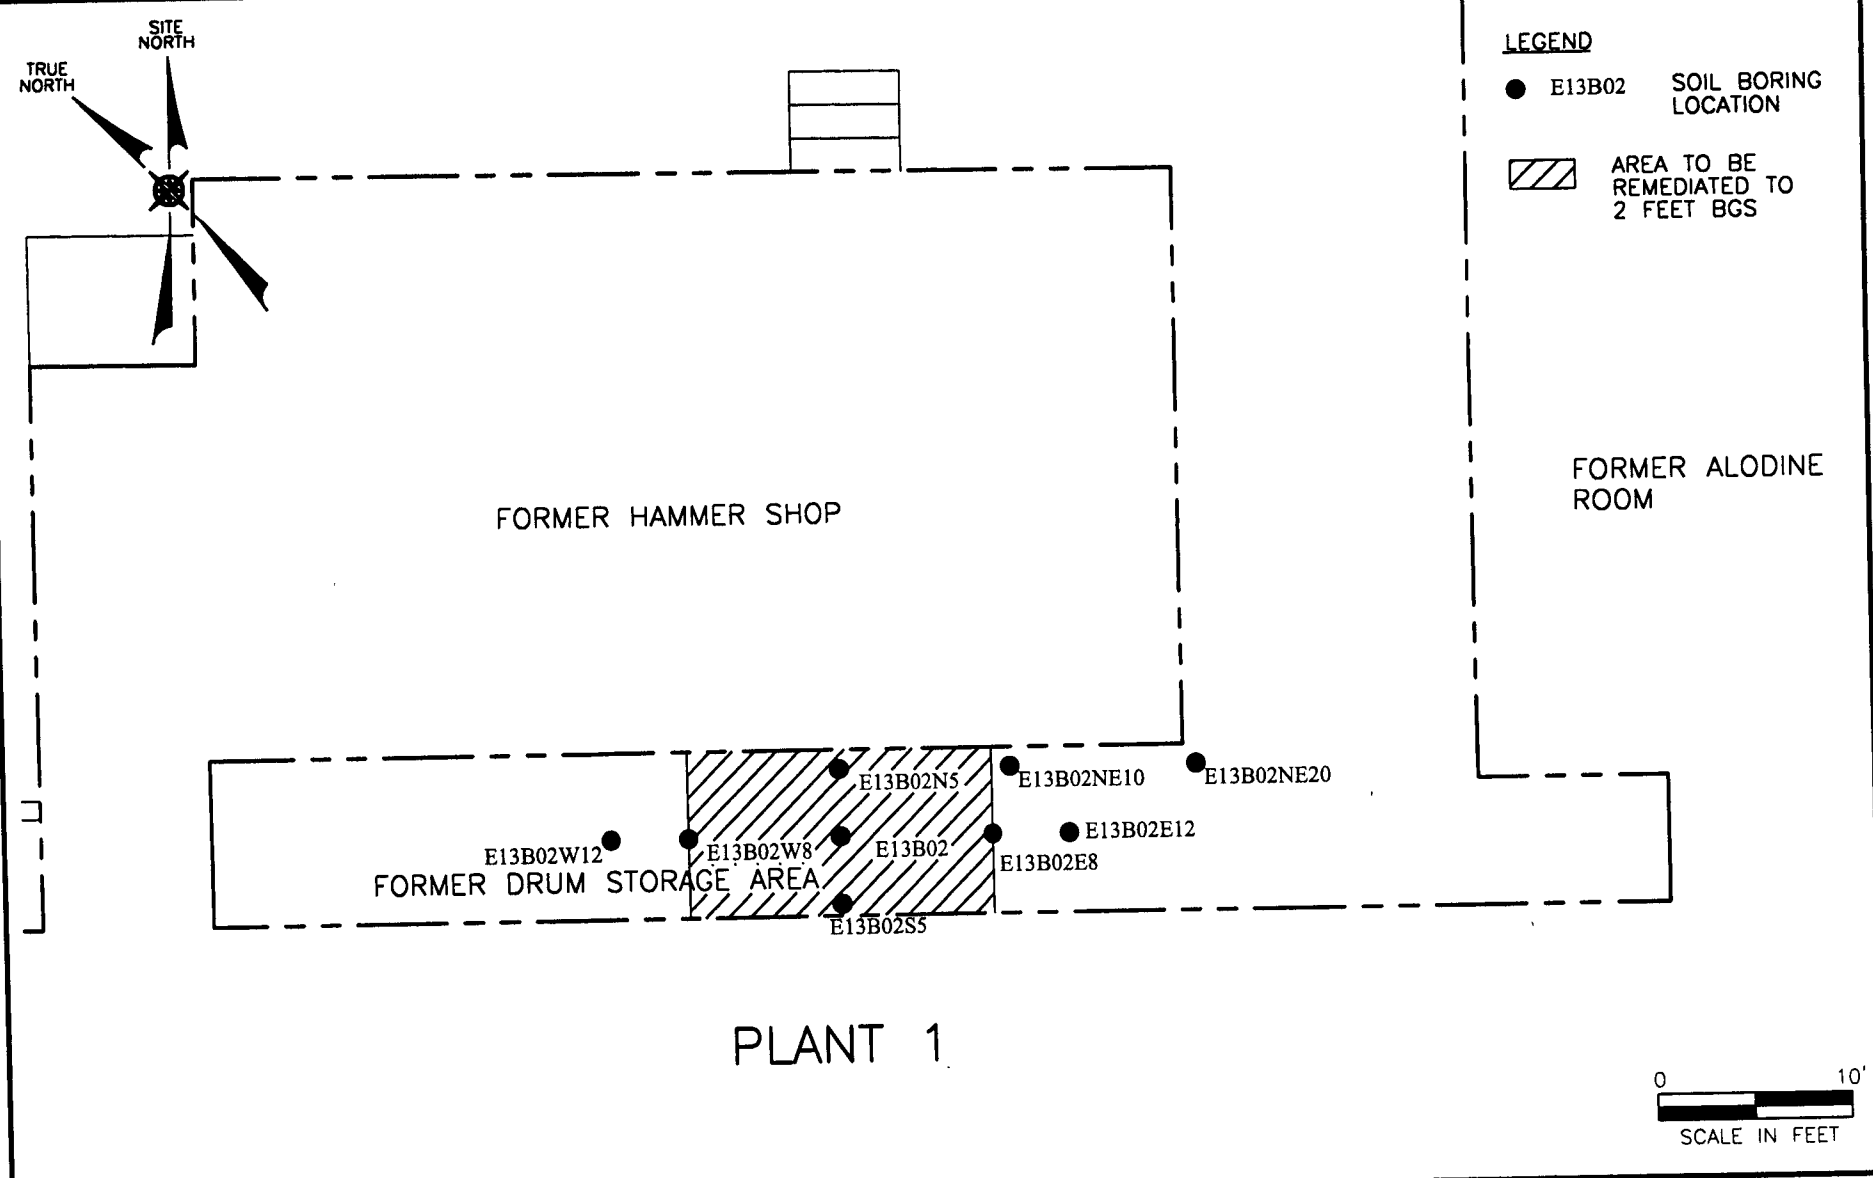 SITE
NORTH
TRUE
NORTH
LEGEND
E13B02 SOIL BORING
LOCATION
AREA TO BE
REMEDIATED TO
2 FEET BGS
FORMER ALODINE
ROOM
FORMER HAMMER SHOP
E13B02N5
E13B02NE10
E13B02NE20
E13B02W12
E13B02W8
E13B02
E13B02E8
E13B02E12
FORMER DRUM STORAGE AREA
E13B02S5
PLANT 1
0 10'
SCALE IN FEET